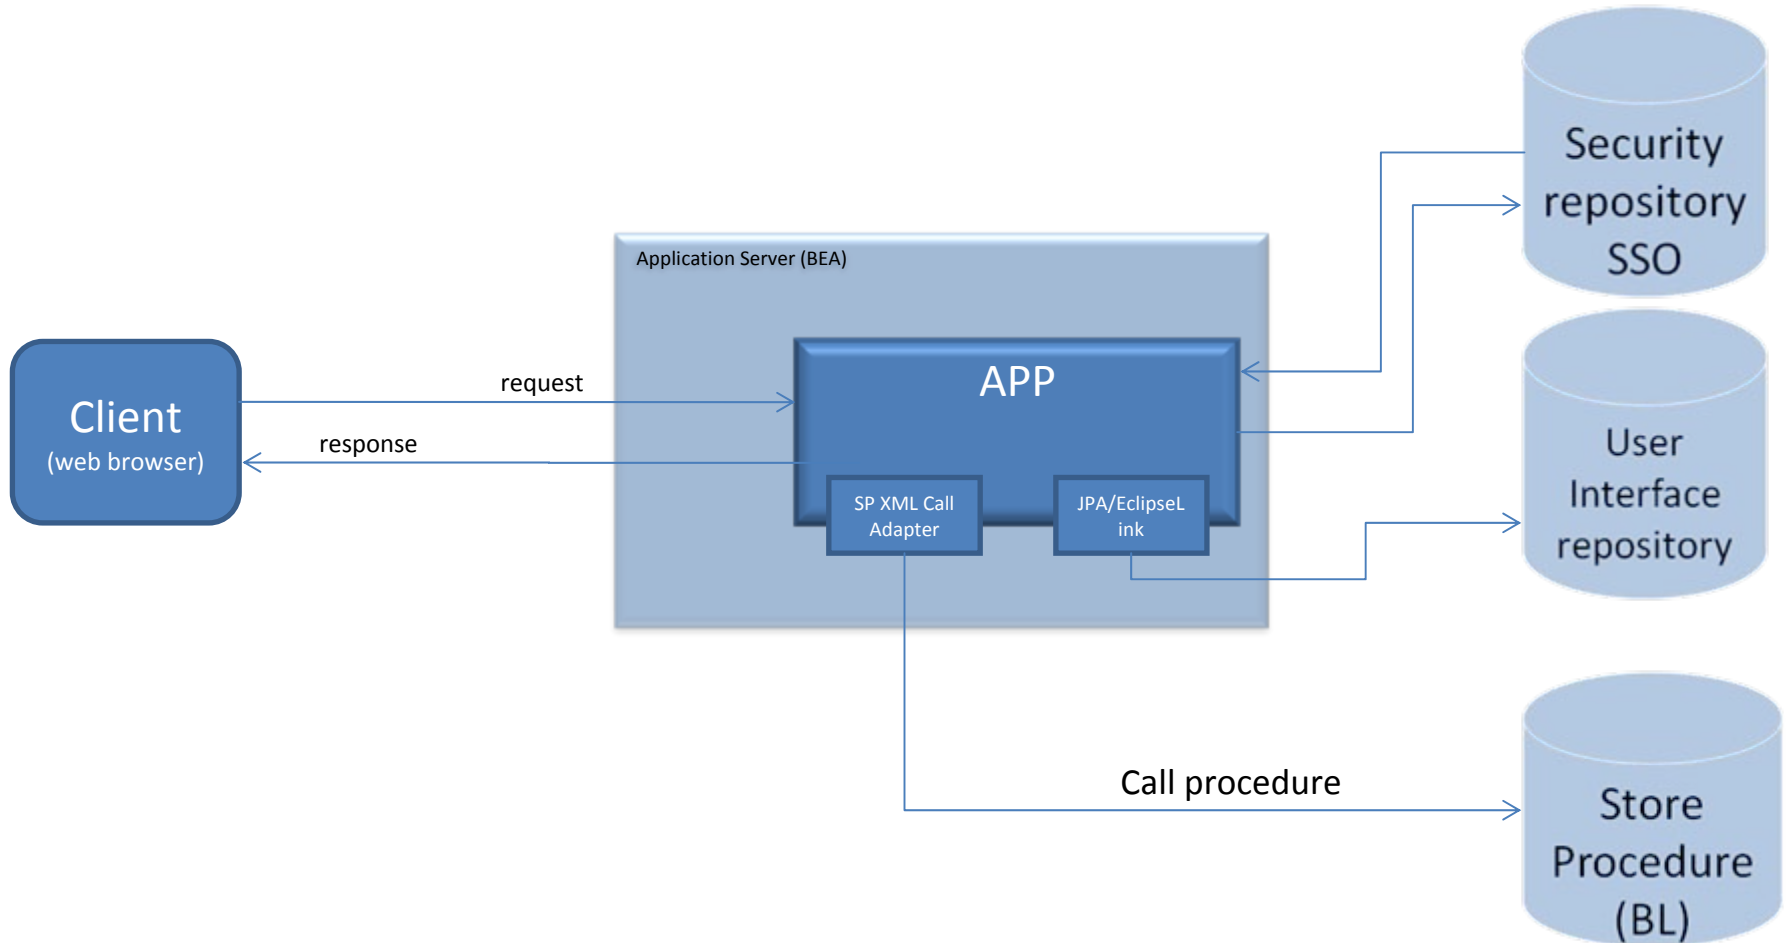 Security
repository
SSO
Application Server (BEA)
APP
request
Client
(web browser)
response
User
Interface
repository
SP XML Call
Adapter
JPA/EclipseL
ink
Call procedure
Store
Procedure
(BL)